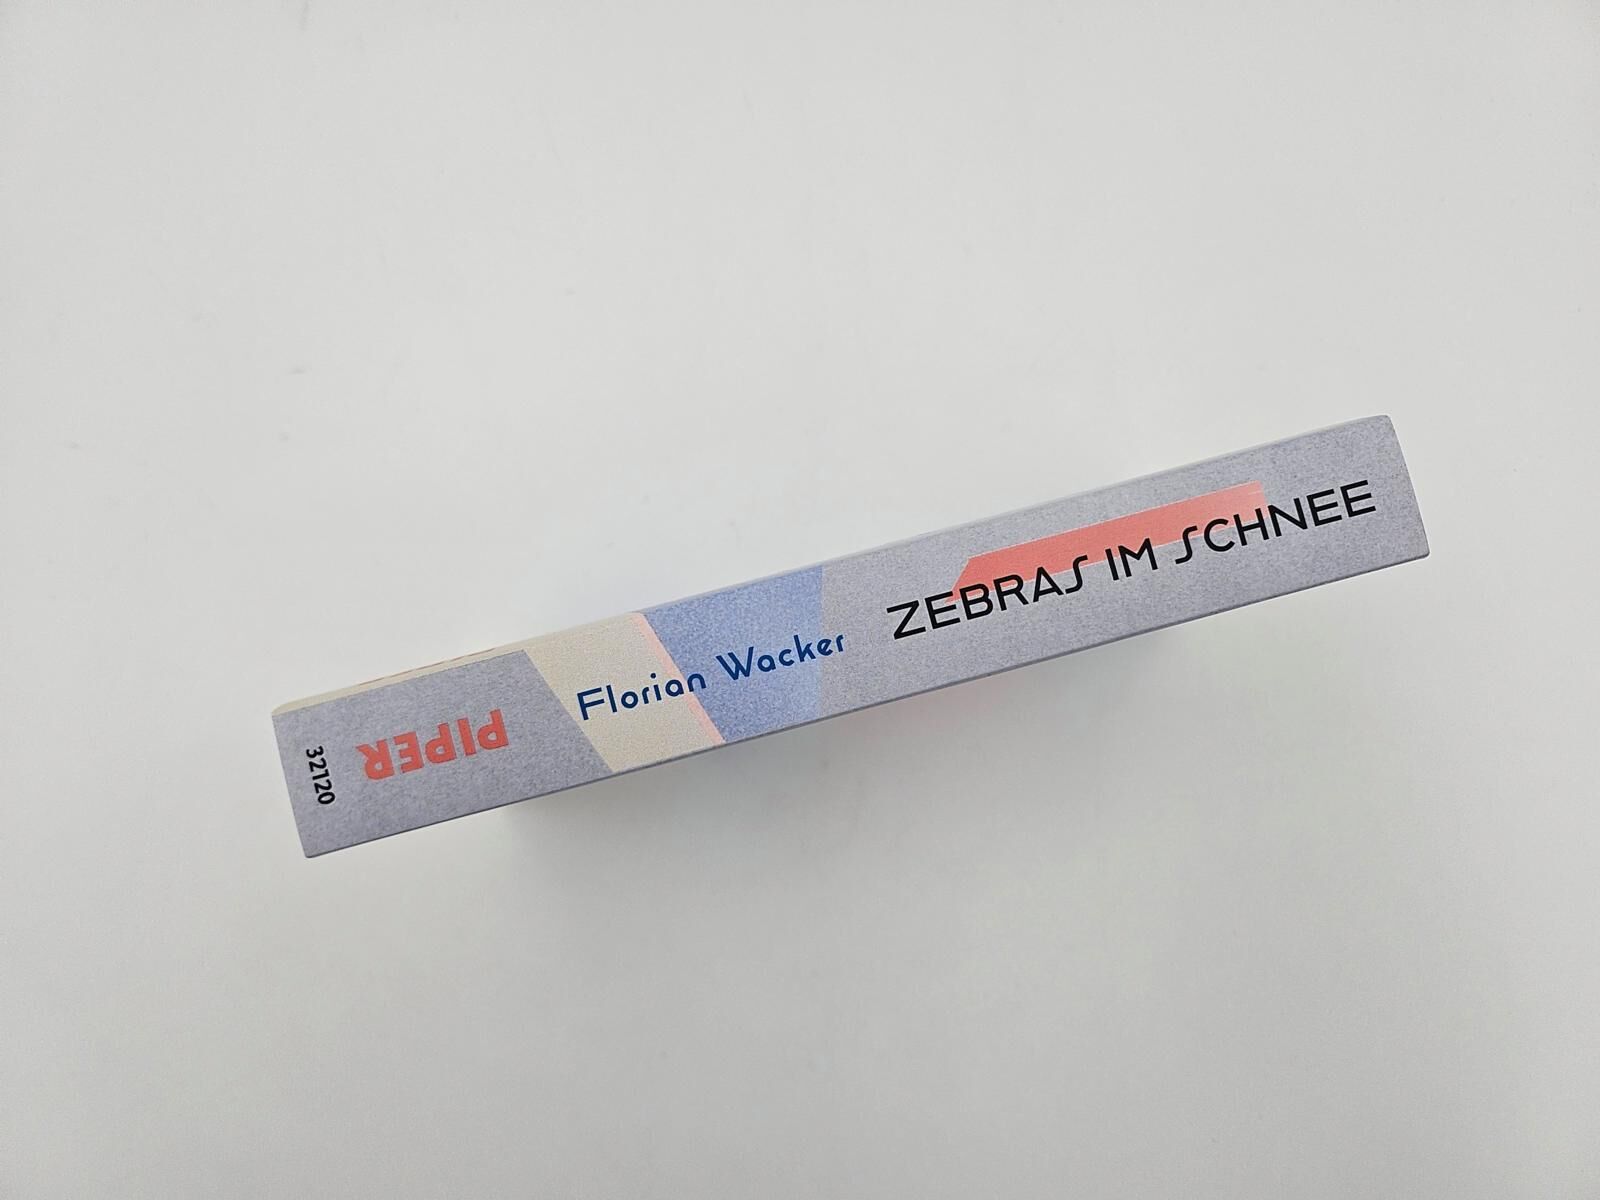 32120
PIPER
Florian Wacker
ZEBRAS IM SCHNEE